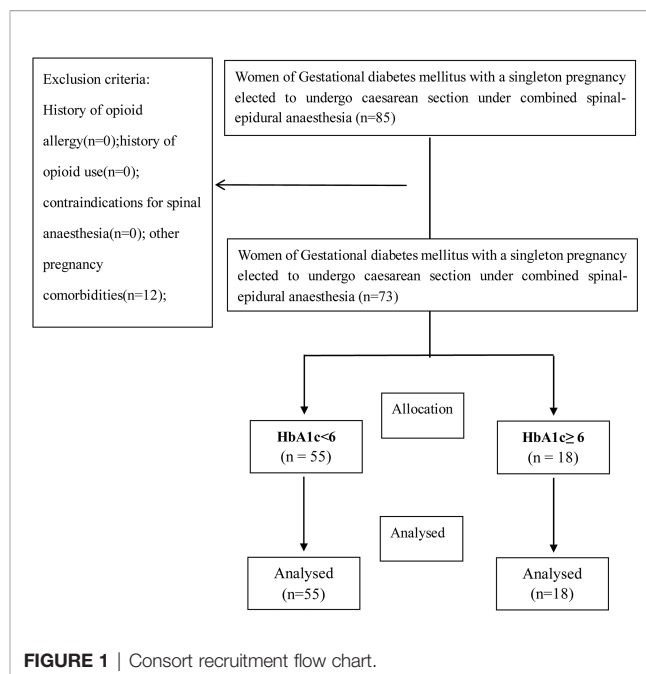 Women of Gestational diabetes mellitus with a singleton pregnancy
elected to undergo caesarean section under combined spinal-
epidural anaesthesia (n=85)
Exclusion criteria:
History of opioid
allergy(n=0);history of
opioid use(n=0);
contraindications for spinal
anaesthesia(n=0); other
pregnancy
comorbidities(n=12);
Women of Gestational diabetes mellitus with a singleton pregnancy
elected to undergo caesarean section under combined spinal-
epidural anaesthesia (n=73)
Allocation
HbA1c<6
(n = 55)
HbA1c≥ 6
(n = 18)
Analysed
Analysed
(n=55)
Analysed
(n=18)
FIGURE 1 | Consort recruitment flow chart.